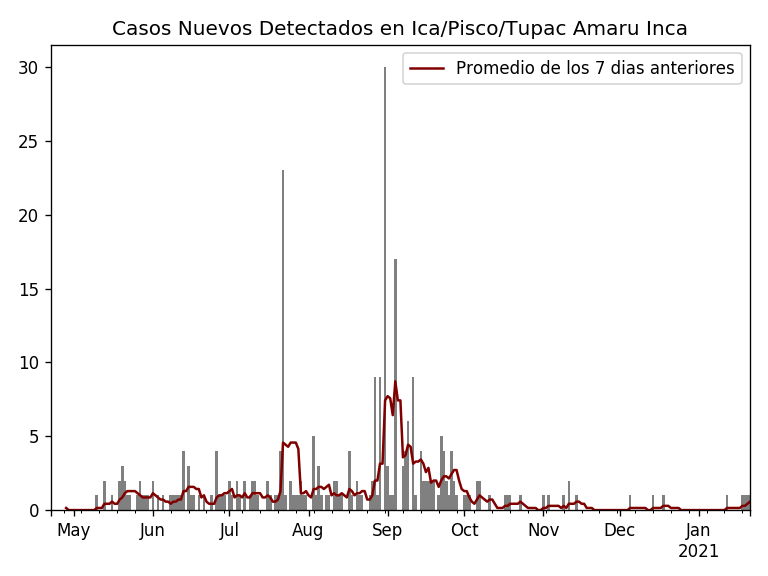 Casos Nuevos Detectados en Ica/Pisco/Tupac Amaru Inca
Promedio de los 7 dias anteriores
30
25
20
15
10
5
0
May Jun Jul Aug Sep Oct Nov Dec Jan
2021